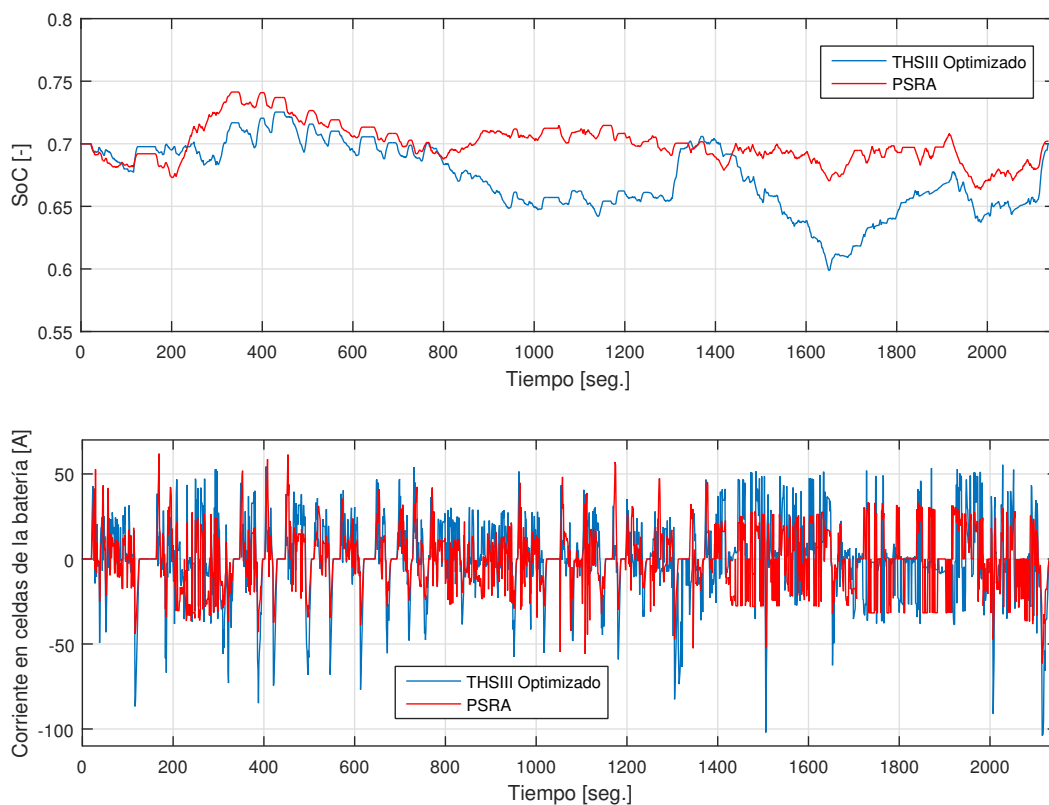 0.8
0.75
0.7
0.65
0.6
0.55
SoC [-]
THSIII Optimizado
PSRA
0 200 400 600 800 1000 1200 1400 1600 1800 2000
Tiempo [seg.]
50
0
-50
-100
Corriente en celdas de la batería [A]
THSIII Optimizado
PSRA
0 200 400 600 800 1000 1200 1400 1600 1800 2000
Tiempo [seg.]